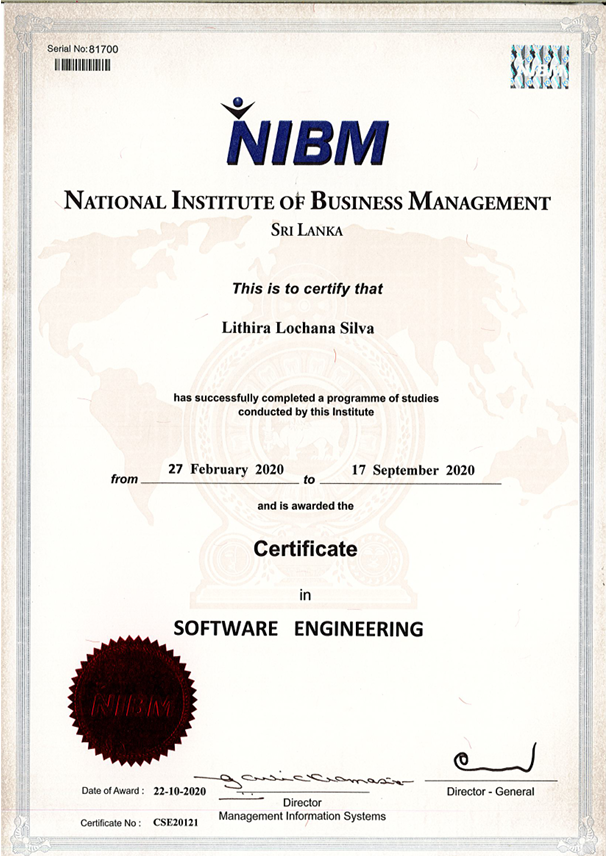 Serial No: 81700
NIBM
NIBM
NATIONAL INSTITUTE OF BUSINESS MANAGEMENT
SRI LANKA
This is to certify that
Lithira Lochana Silva
has successfully completed a programme of studies
conducted by this Institute
from 27 February 2020 to 17 September 2020
and is awarded the
Certificate
in
SOFTWARE ENGINEERING
NIBM
Date of Award : 22-10-2020
Director
Management Information Systems
Director - General
Certificate No : CSE20121